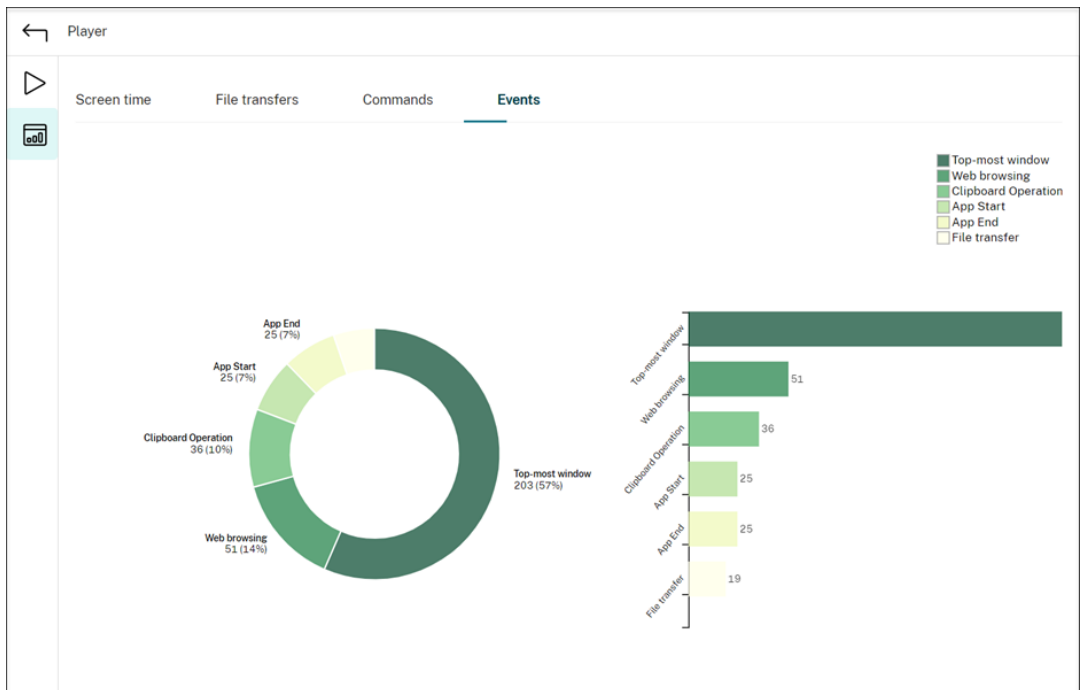 Player
Screen time
File transfers
Commands
Events
Top-most window
Web browsing
Clipboard Operation
App Start
App End
File transfer
App End
25 (7%)
App Start
25 (7%)
Clipboard Operation
36 (10%)
Web browsing
51 (14%)
Top-most window
203 (57%)
Top-most window
Web browsing
51
Clipboard Operation
36
App Start
25
App End
25
File transfer
19